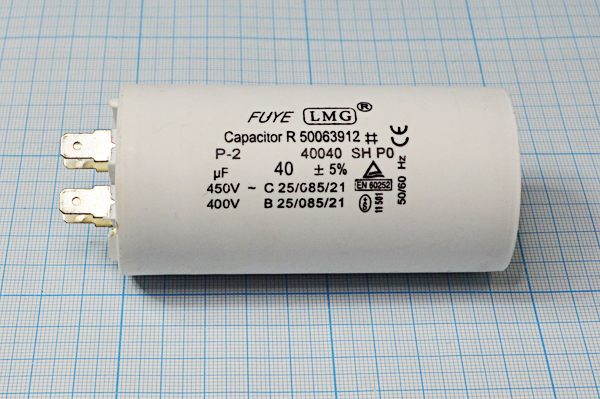 FUYE LMG ®
Capacitor R 50063912
P-2 40040 SH P0
µF 40 ± 5%
450V ~ C 25/085/21
400V B 25/085/21
EN 60252
11501
CE
50/60 Hz